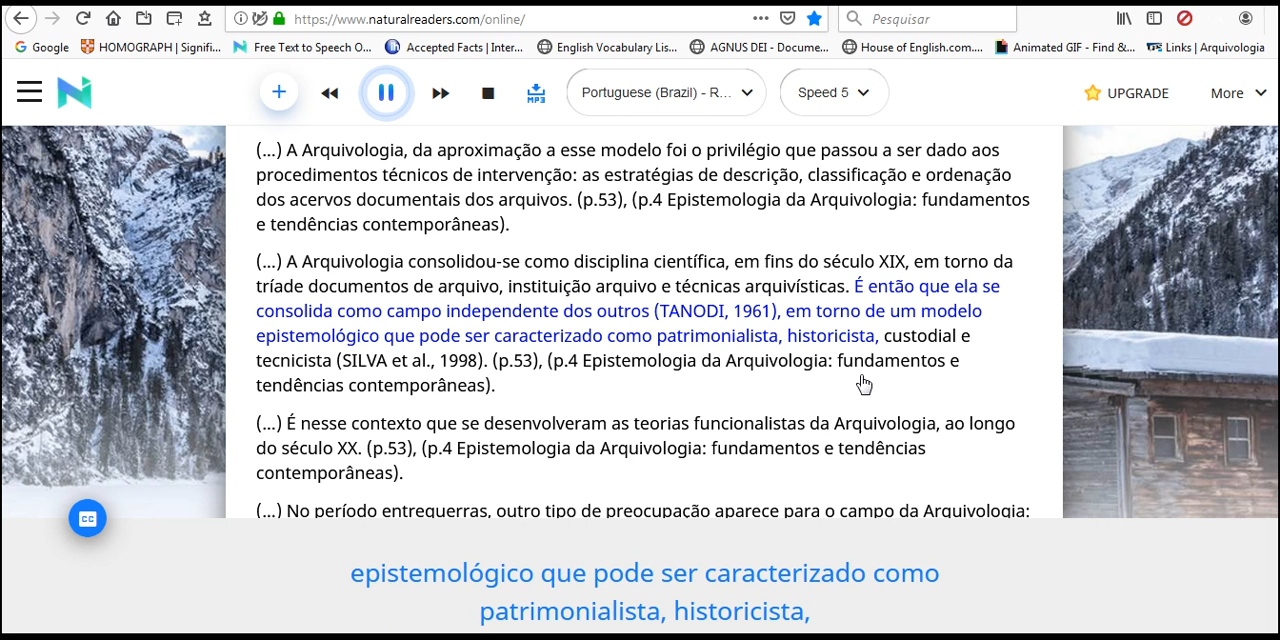 https://www.naturalreaders.com/online/
Pesquisar
Google
HOMOGRAPH | Signifi...
Free Text to Speech O...
Accepted Facts | Inter...
English Vocabulary Lis...
AGNUS DEI - Docume...
House of English.com....
Animated GIF - Find &...
Links | Arquivologia
MP3
Portuguese (Brazil) - R...
Speed 5
UPGRADE
More
(...) A Arquivologia, da aproximação a esse modelo foi o privilégio que passou a ser dado aos
procedimentos técnicos de intervenção: as estratégias de descrição, classificação e ordenação
dos acervos documentais dos arquivos. (p.53), (p.4 Epistemologia da Arquivologia: fundamentos
e tendências contemporâneas).
(...) A Arquivologia consolidou-se como disciplina científica, em fins do século XIX, em torno da
tríade documentos de arquivo, instituição arquivo e técnicas arquivísticas. É então que ela se
consolida como campo independente dos outros (TANODI, 1961), em torno de um modelo
epistemológico que pode ser caracterizado como patrimonialista, historicista, custodial e
tecnicista (SILVA et al., 1998). (p.53), (p.4 Epistemologia da Arquivologia: fundamentos e
tendências contemporâneas).
(...) É nesse contexto que se desenvolveram as teorias funcionalistas da Arquivologia, ao longo
do século XX. (p.53), (p.4 Epistemologia da Arquivologia: fundamentos e tendências
contemporâneas).
(...) No período entreguerras, outro tipo de preocupação aparece para o campo da Arquivologia:
CC
epistemológico que pode ser caracterizado como
patrimonialista, historicista,